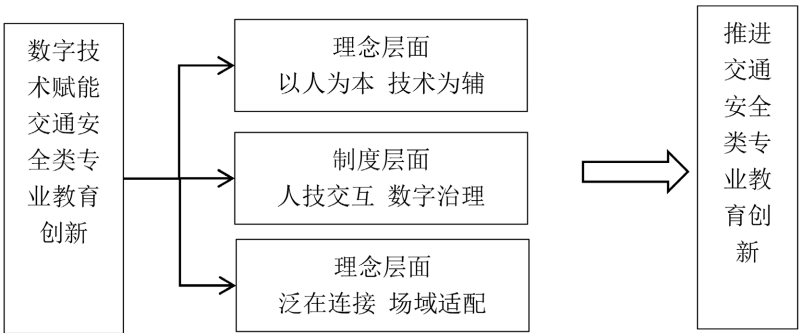 数字技
术赋能
交通安
全类专
业教育
创新
理念层面
以人为本 技术为辅
制度层面
人技交互 数字治理
理念层面
泛在连接 场域适配
推进
交通
安全
类专
业教
育创
新